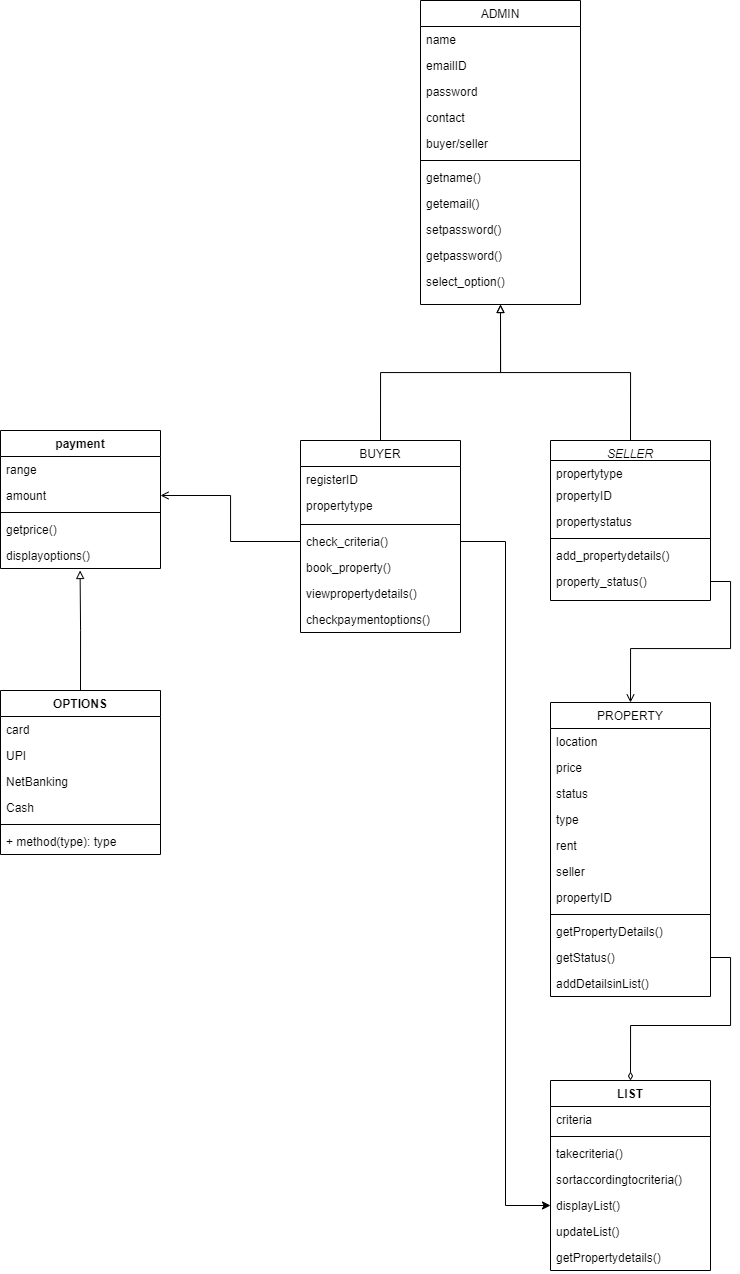 ADMIN
name
emailID
password
contact
buyer/seller
getname()
getemail()
setpassword()
getpassword()
select_option()
payment
range
amount
getprice()
displayoptions()
BUYER
registerID
propertytype
check_criteria()
book_property()
viewpropertydetails()
checkpaymentoptions()
SELLER
propertytype
propertyID
propertystatus
add_propertydetails()
property_status()
OPTIONS
card
UPI
NetBanking
Cash
+ method(type): type
PROPERTY
location
price
status
type
rent
seller
propertyID
getPropertyDetails()
getStatus()
addDetailsinList()
LIST
criteria
takecriteria()
sortaccordingtocriteria()
displayList()
updateList()
getPropertydetails()